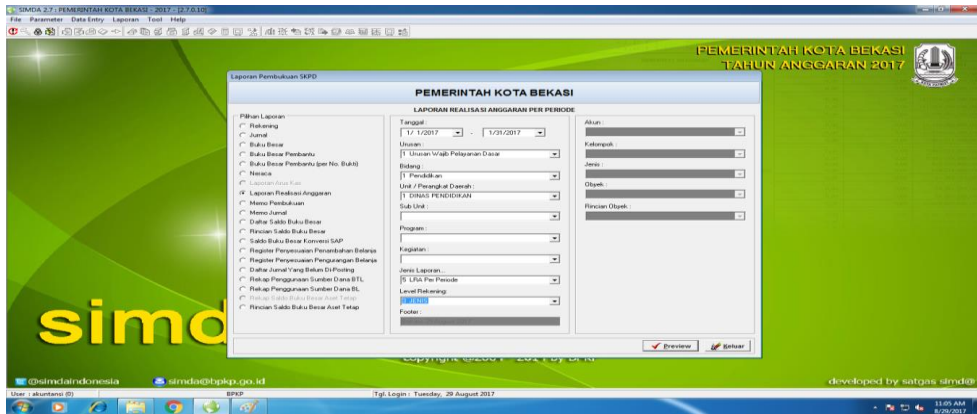 SIMDA 2.7 : PEMERINTAH KOTA BEKASI - 2017 - [2.7.0.10]
File Parameter Data Entry Laporan Tool Help
PEMERINTAH KOTA BEKASI
TAHUN ANGGARAN 2017
Laporan Pembukuan SKPD
PEMERINTAH KOTA BEKASI
LAPORAN REALISASI ANGGARAN PER PERIODE
Pilihan Laporan
Rekening
Jurnal
Buku Besar
Buku Besar Pembantu
Buku Besar Pembantu (per No. Bukti)
Neraca
Laporan Arus Kas
Laporan Realisasi Anggaran
Memo Pembukuan
Memo Jurnal
Daftar Saldo Buku Besar
Rincian Saldo Buku Besar
Saldo Buku Besar Konversi SAP
Register Penyesuaian Penambahan Belanja
Register Penyesuaian Pengurangan Belanja
Daftar Jurnal Yang Belum Di-Posting
Rekap Penggunaan Sumber Dana BTL
Rekap Penggunaan Sumber Dana BL
Rekap Saldo Buku Besar Aset Tetap
Rincian Saldo Buku Besar Aset Tetap
Tanggal :
1/ 1/2017 - 1/31/2017
Urusan :
1 Urusan Wajib Pelayanan Dasar
Bidang :
1 Pendidikan
Unit / Perangkat Daerah :
1 DINAS PENDIDIKAN
Sub Unit :
Program :
Kegiatan :
Jenis Laporan...
5 LRA Per Periode
Level Rekening:
3 JENIS
Footer :
Akun :
Kelompok :
Jenis :
Obyek :
Rincian Obyek :
Preview Keluar
simd
@simdaindonesia simda@bpkp.go.id
developed by satgas simd@
User : akuntansi (0) BPKP Tgl. Login : Tuesday, 29 August 2017
11:05 AM
8/29/2017